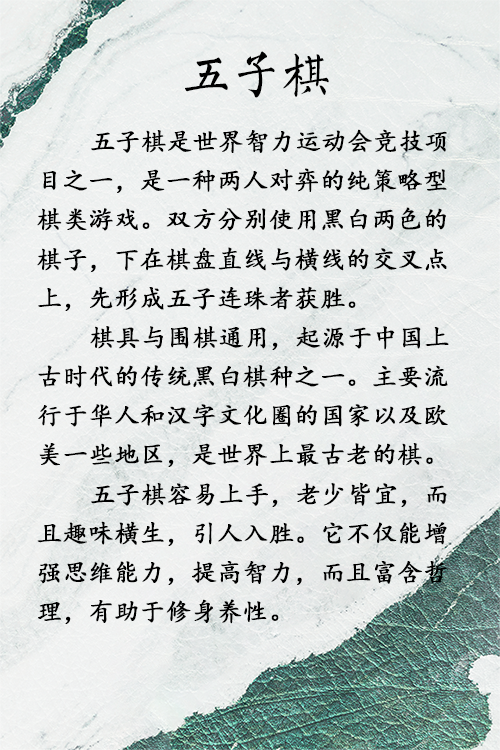 五子棋
五子棋是世界智力运动会竞技项
目之一，是一种两人对弈的纯策略型
棋类游戏。双方分别使用黑白两色的
棋子，下在棋盘直线与横线的交叉点
上，先形成五子连珠者获胜。
棋具与围棋通用，起源于中国上
古时代的传统黑白棋种之一。主要流
行于华人和汉字文化圈的国家以及欧
美一些地区，是世界上最古老的棋。
五子棋容易上手，老少皆宜，而
且趣味横生，引人入胜。它不仅能增
强思维能力，提高智力，而且富含哲
理，有助于修身养性。